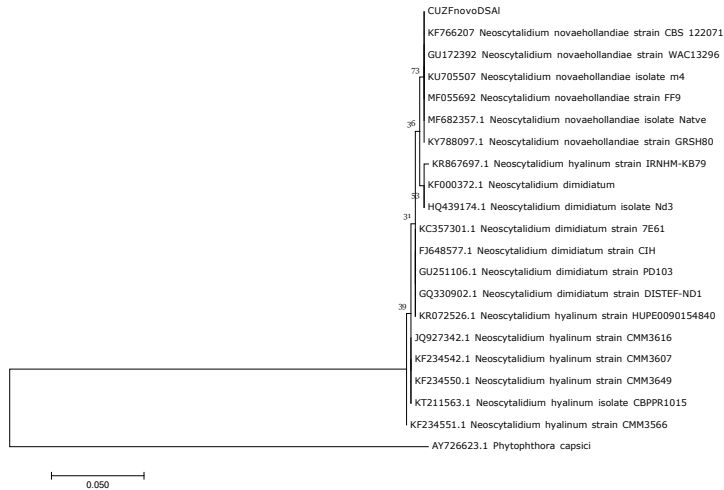 CUZFnovoDSAl
KF766207 Neoscytalidium novaehollandiae strain CBS 122071
GU172392 Neoscytalidium novaehollandiae strain WAC13296
73
KU705507 Neoscytalidium novaehollandiae isolate m4
MF055692 Neoscytalidium novaehollandiae strain FF9
MF682357.1 Neoscytalidium novaehollandiae isolate Natve
36
KY788097.1 Neoscytalidium novaehollandiae strain GRSH80
KR867697.1 Neoscytalidium hyalinum strain IRNHM-KB79
KF000372.1 Neoscytalidium dimidiatum
53
HQ439174.1 Neoscytalidium dimidiatum isolate Nd3
31
KC357301.1 Neoscytalidium dimidiatum strain 7E61
FJ648577.1 Neoscytalidium dimidiatum strain CIH
GU251106.1 Neoscytalidium dimidiatum strain PD103
GQ330902.1 Neoscytalidium dimidiatum strain DISTEF-ND1
39
KR072526.1 Neoscytalidium hyalinum strain HUPE0090154840
JQ927342.1 Neoscytalidium hyalinum strain CMM3616
KF234542.1 Neoscytalidium hyalinum strain CMM3607
KF234550.1 Neoscytalidium hyalinum strain CMM3649
KT211563.1 Neoscytalidium hyalinum isolate CBPPR1015
KF234551.1 Neoscytalidium hyalinum strain CMM3566
AY726623.1 Phytophthora capsici
0.050